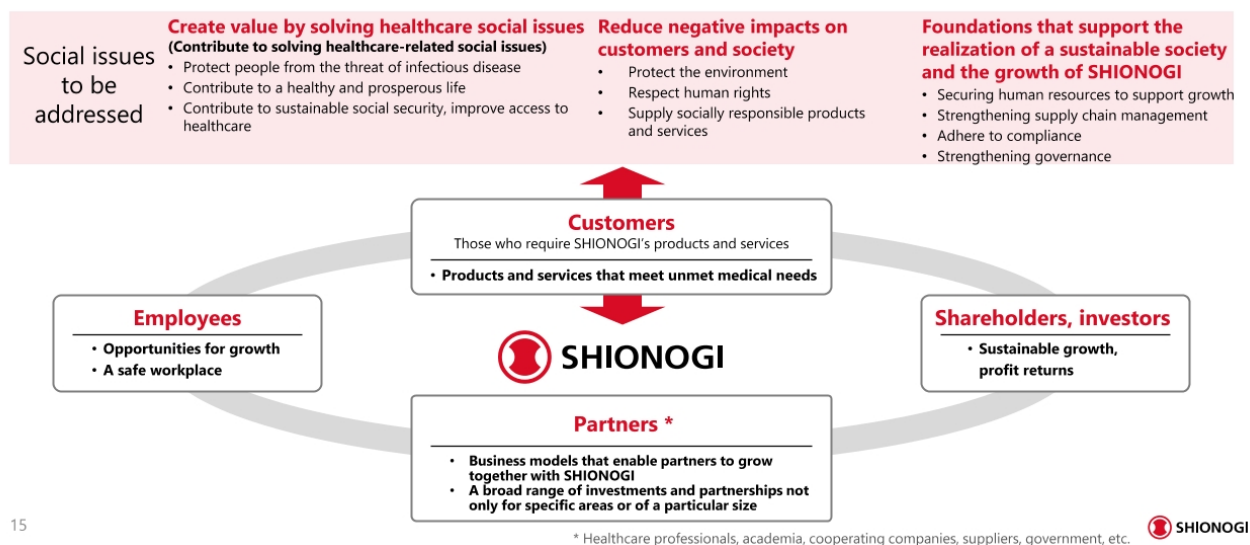 Social issues
to be
addressed
Create value by solving healthcare social issues
(Contribute to solving healthcare-related social issues)
• Protect people from the threat of infectious disease
• Contribute to a healthy and prosperous life
• Contribute to sustainable social security, improve access to
healthcare
Reduce negative impacts on
customers and society
• Protect the environment
• Respect human rights
• Supply socially responsible products
and services
Foundations that support the
realization of a sustainable society
and the growth of SHIONOGI
• Securing human resources to support growth
• Strengthening supply chain management
• Adhere to compliance
• Strengthening governance
Customers
Those who require SHIONOGI's products and services
• Products and services that meet unmet medical needs
Employees
• Opportunities for growth
• A safe workplace
SHIONOGI
Shareholders, investors
• Sustainable growth,
profit returns
Partners *
• Business models that enable partners to grow
together with SHIONOGI
• A broad range of investments and partnerships not
only for specific areas or of a particular size
15
* Healthcare professionals, academia, cooperating companies, suppliers, government, etc.
SHIONOGI